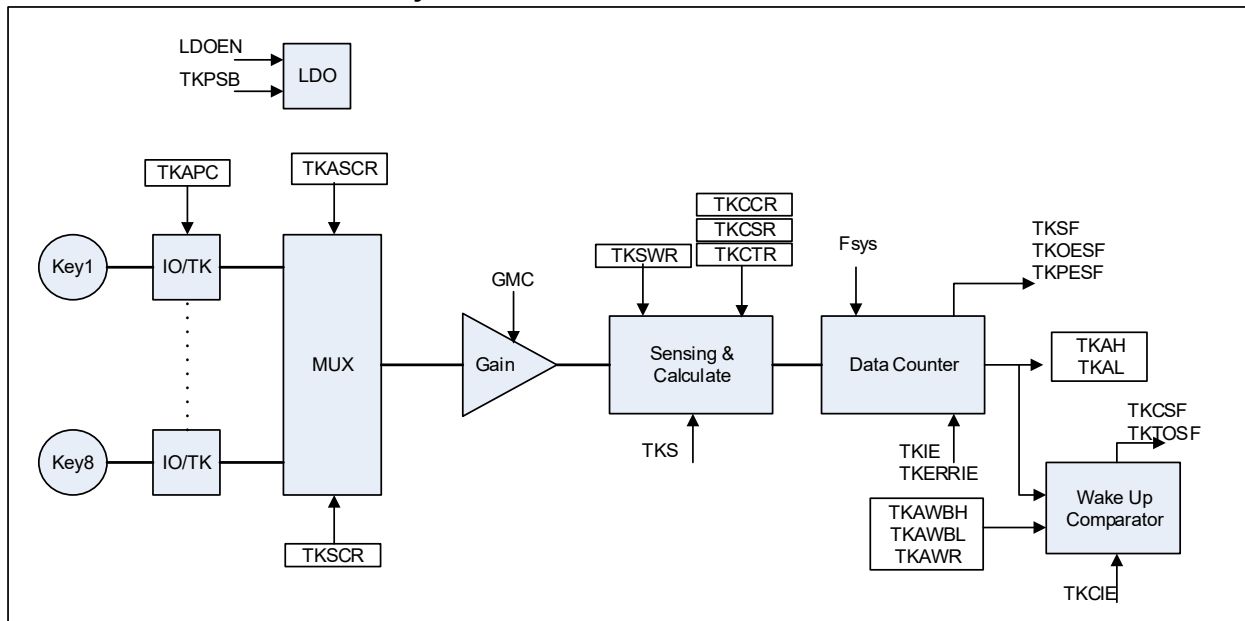 LDOEN
TKPSB
LDO
TKAPC
TKASCR
TKCCR
TKCSR
TKCTR
TKSWR
Fsys
TKSF
TKOESF
TKPESF
Key1
IO/TK
GMC
MUX
Gain
Sensing &
Calculate
Data Counter
TKAH
TKAL
Key8
IO/TK
TKS
TKIE
TKERRIE
TKCSF
TKTOSF
TKAWBH
TKAWBL
TKAWR
Wake Up
Comparator
TKSCR
TKCIE